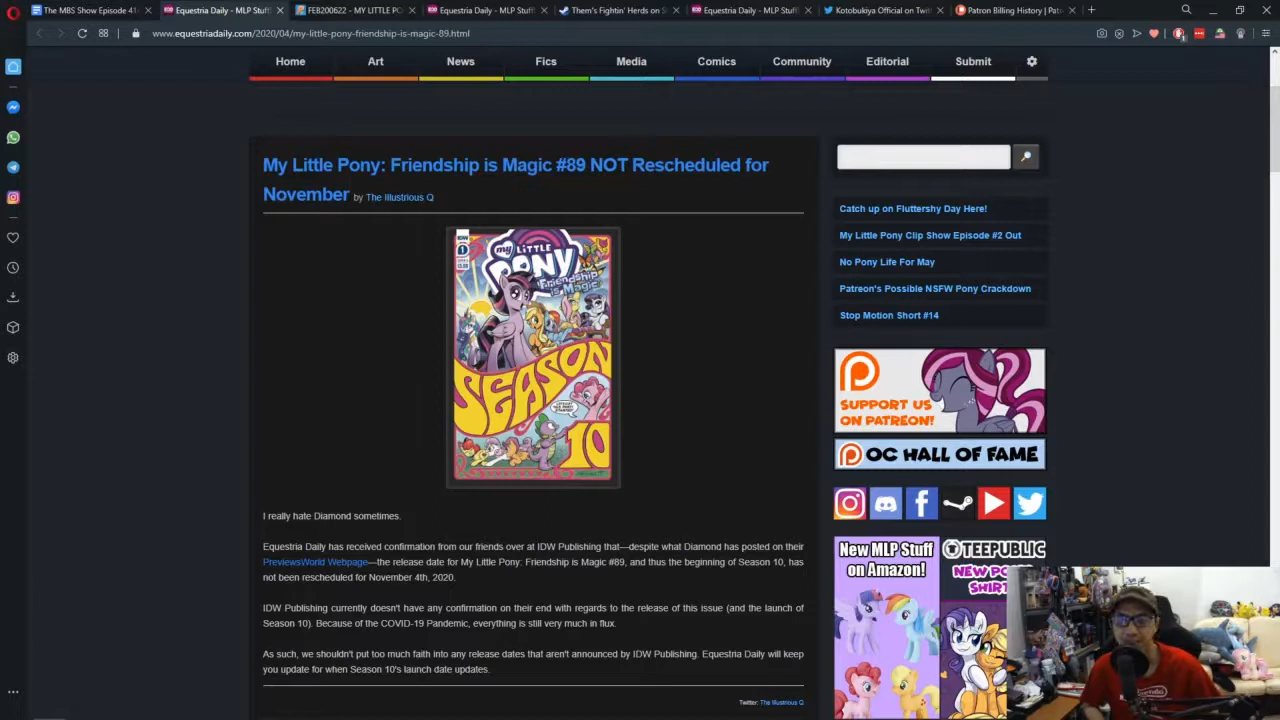 The MBS Show Episode 41
Equestria Daily - MLP Stuff!
FEB200622 - MY LITTLE PO
Equestria Daily - MLP Stuff!
Them's Fightin' Herds on S
Equestria Daily - MLP Stuff!
Kotobukiya Official on Twit
Patron Billing History | Pat
www.equestriadaily.com/2020/04/my-little-pony-friendship-is-magic-89.html
Home Art News Fics Media Comics Community Editorial Submit
My Little Pony: Friendship is Magic #89 NOT Rescheduled for
November by The Illustrious Q
IDW
1
my LiTTLE
PONY
Friendship
is Magic
SEASON
10
I really hate Diamond sometimes.
Equestria Daily has received confirmation from our friends over at IDW Publishing that—despite what Diamond has posted on their
PreviewsWorld Webpage—the release date for My Little Pony: Friendship is Magic #89, and thus the beginning of Season 10, has
not been rescheduled for November 4th, 2020.
IDW Publishing currently doesn't have any confirmation on their end with regards to the release of this issue (and the launch of
Season 10). Because of the COVID-19 Pandemic, everything is still very much in flux.
As such, we shouldn't put too much faith into any release dates that aren't announced by IDW Publishing. Equestria Daily will keep
you update for when Season 10's launch date updates.
Twitter: The Illustrious Q
Catch up on Fluttershy Day Here!
My Little Pony Clip Show Episode #2 Out
No Pony Life For May
Patreon's Possible NSFW Pony Crackdown
Stop Motion Short #14
SUPPORT US
ON PATREON!
OC HALL OF FAME
New MLP Stuff
on Amazon!
TEEPUBLIC